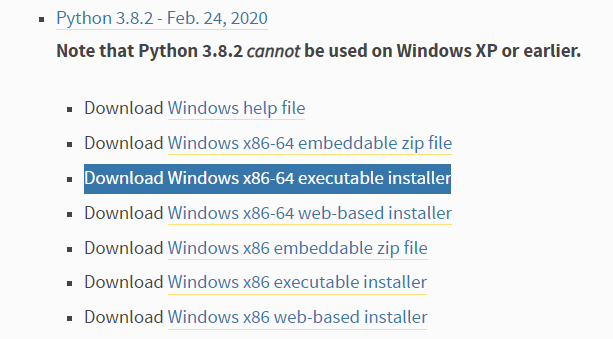 Python 3.8.2 - Feb. 24, 2020
Note that Python 3.8.2 cannot be used on Windows XP or earlier.
Download Windows help file
Download Windows x86-64 embeddable zip file
Download Windows x86-64 executable installer
Download Windows x86-64 web-based installer
Download Windows x86 embeddable zip file
Download Windows x86 executable installer
Download Windows x86 web-based installer